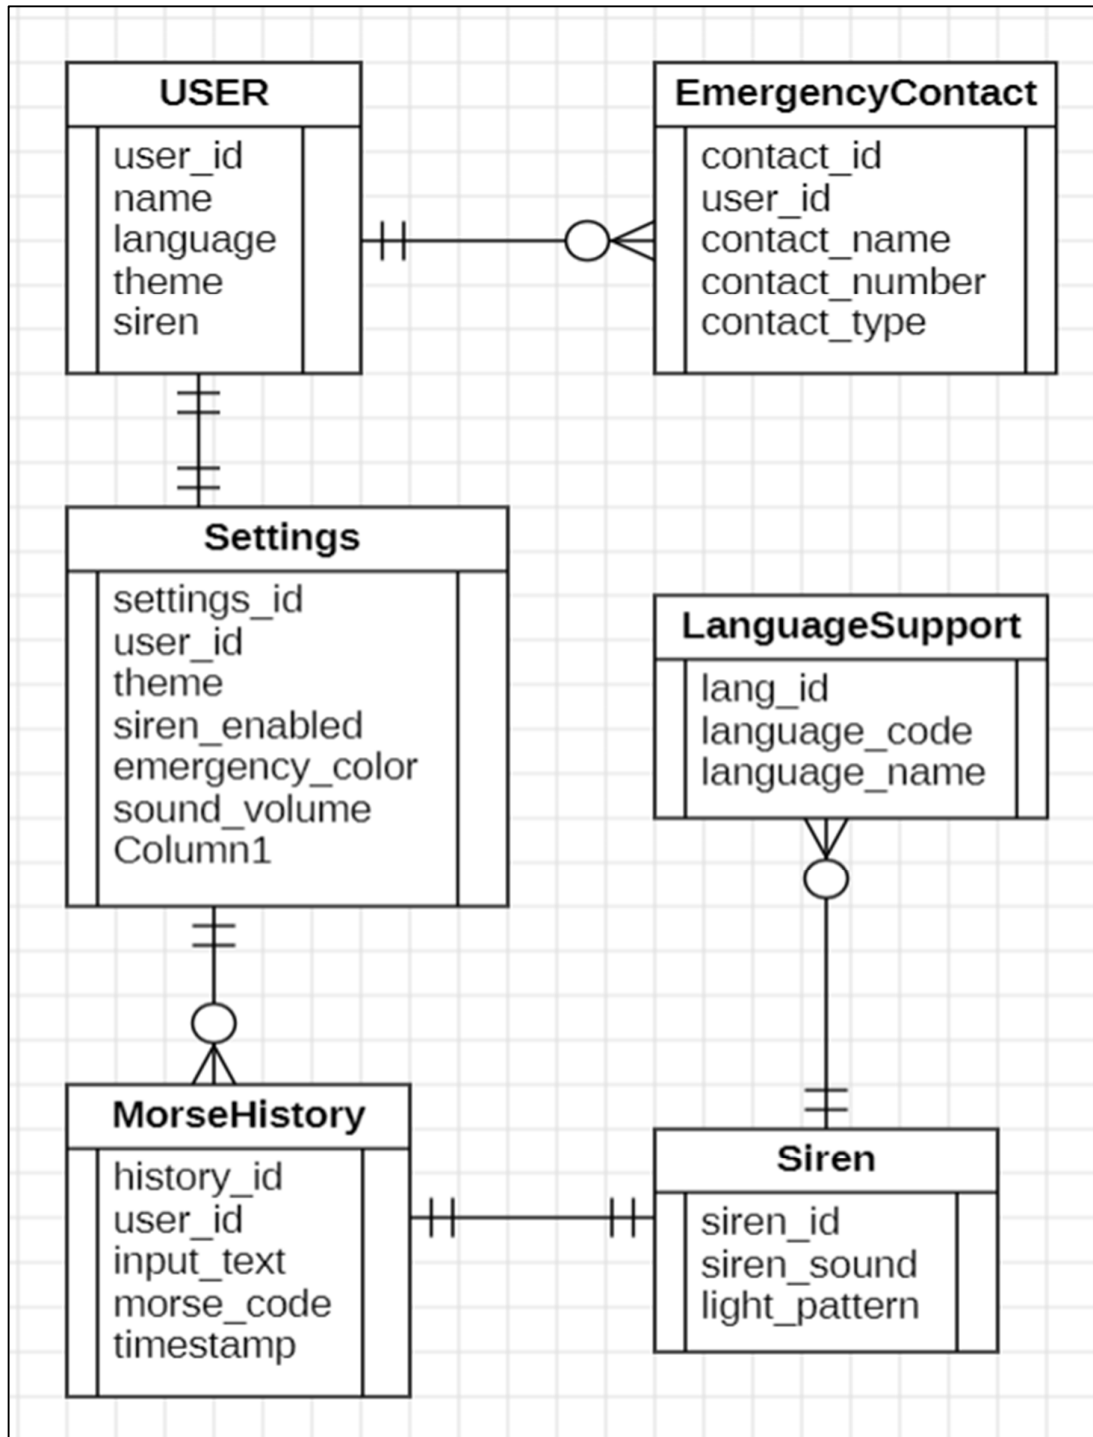 USER
user_id
name
language
theme
siren
EmergencyContact
contact_id
user_id
contact_name
contact_number
contact_type
Settings
settings_id
user_id
theme
siren_enabled
emergency_color
sound_volume
Column1
LanguageSupport
lang_id
language_code
language_name
MorseHistory
history_id
user_id
input_text
morse_code
timestamp
Siren
siren_id
siren_sound
light_pattern